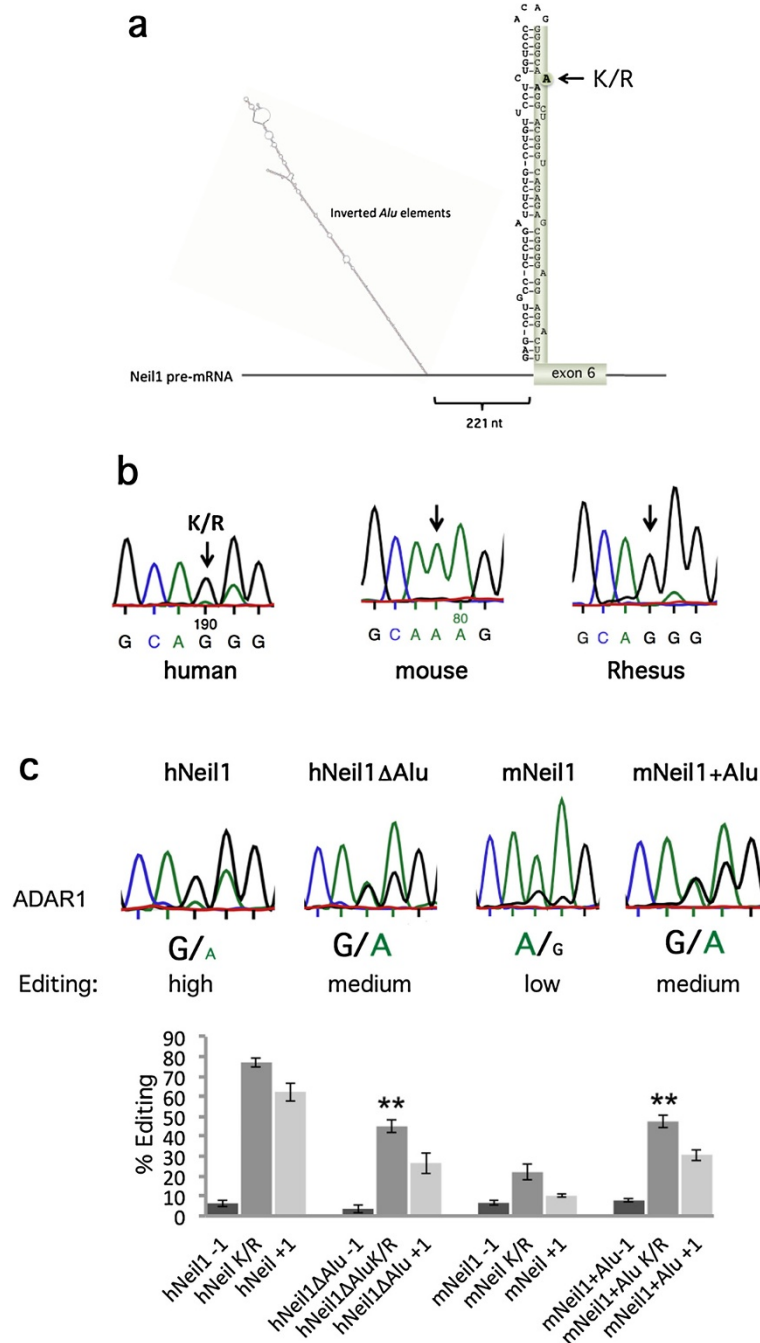 a
C A
A G
A
K/R
Inverted Alu elements
Neil1 pre-mRNA
exon 6
221 nt
b
K/R
190
G C A G G G
human
80
G C A A A G
mouse
G C A G G G
Rhesus
c
hNeil1 hNeil1ΔAlu mNeil1 mNeil1+Alu
ADAR1
G/A G/A A/G G/A
Editing: high medium low medium
% Editing
90
80
70
60
50
40
30
20
10
0
** **
hNeil1 -1
hNeil K/R
hNeil +1
hNeil1ΔAlu -1
hNeil1ΔAluK/R
hNeil1ΔAlu +1
mNeil1 -1
mNeil K/R
mNeil +1
mNeil1+Alu-1
mNeil1+Alu K/R
mNeil1+Alu +1